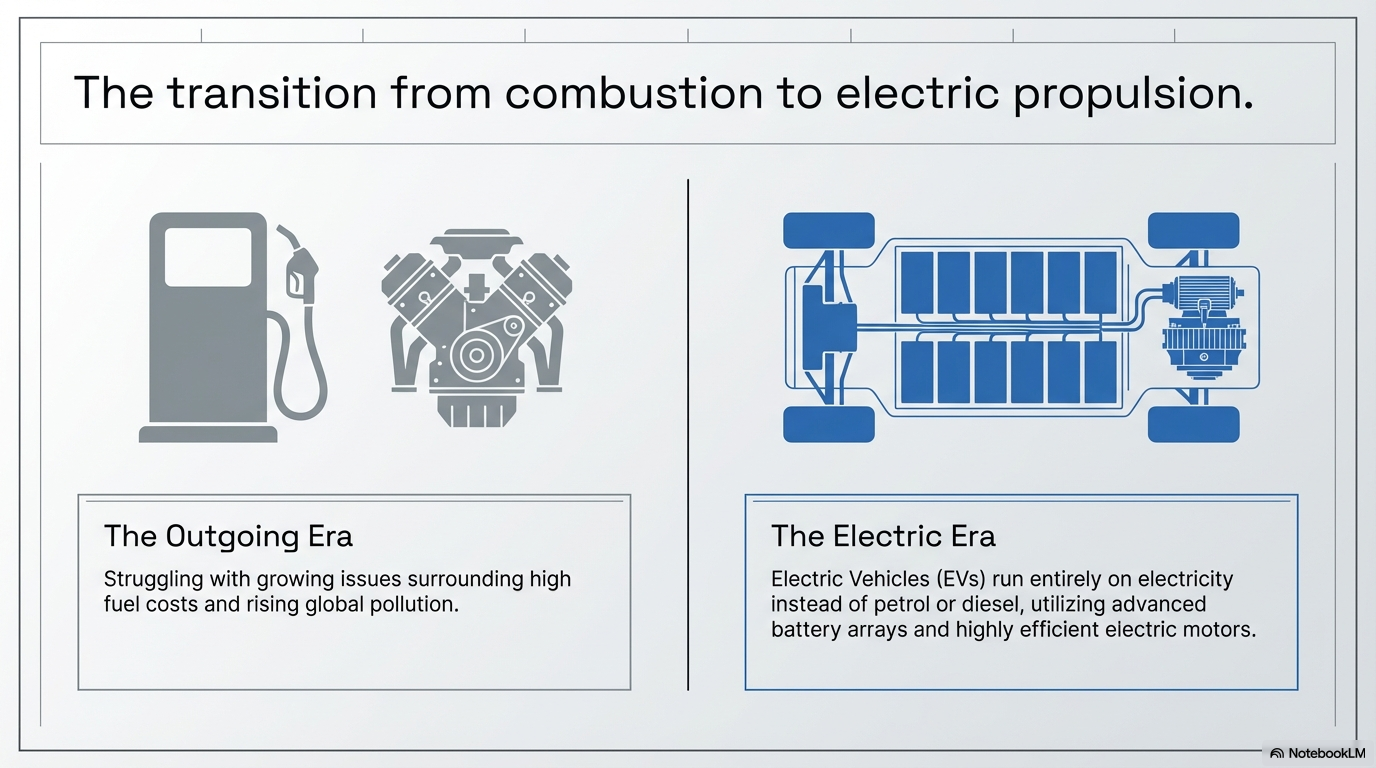 The transition from combustion to electric propulsion.
The Outgoing Era
Struggling with growing issues surrounding high
fuel costs and rising global pollution.
The Electric Era
Electric Vehicles (EVs) run entirely on electricity
instead of petrol or diesel, utilizing advanced
battery arrays and highly efficient electric motors.
NotebookLM